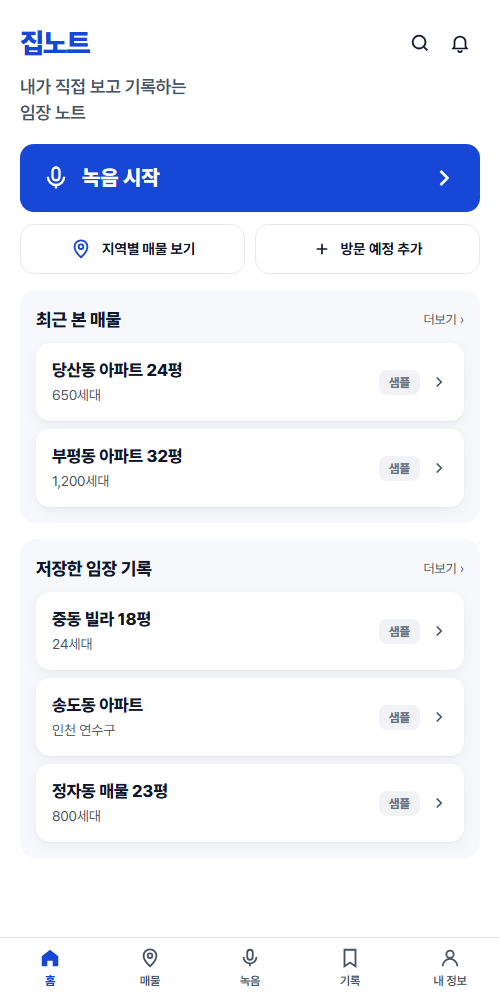 집노트
내가 직접 보고 기록하는
임장 노트
녹음 시작
지역별 매물 보기
방문 예정 추가
최근 본 매물
더보기 ›
당산동 아파트 24평
650세대
샘플
부평동 아파트 32평
1,200세대
샘플
저장한 임장 기록
더보기 ›
중동 빌라 18평
24세대
샘플
송도동 아파트
인천 연수구
샘플
정자동 매물 23평
800세대
샘플
홈
매물
녹음
기록
내 정보